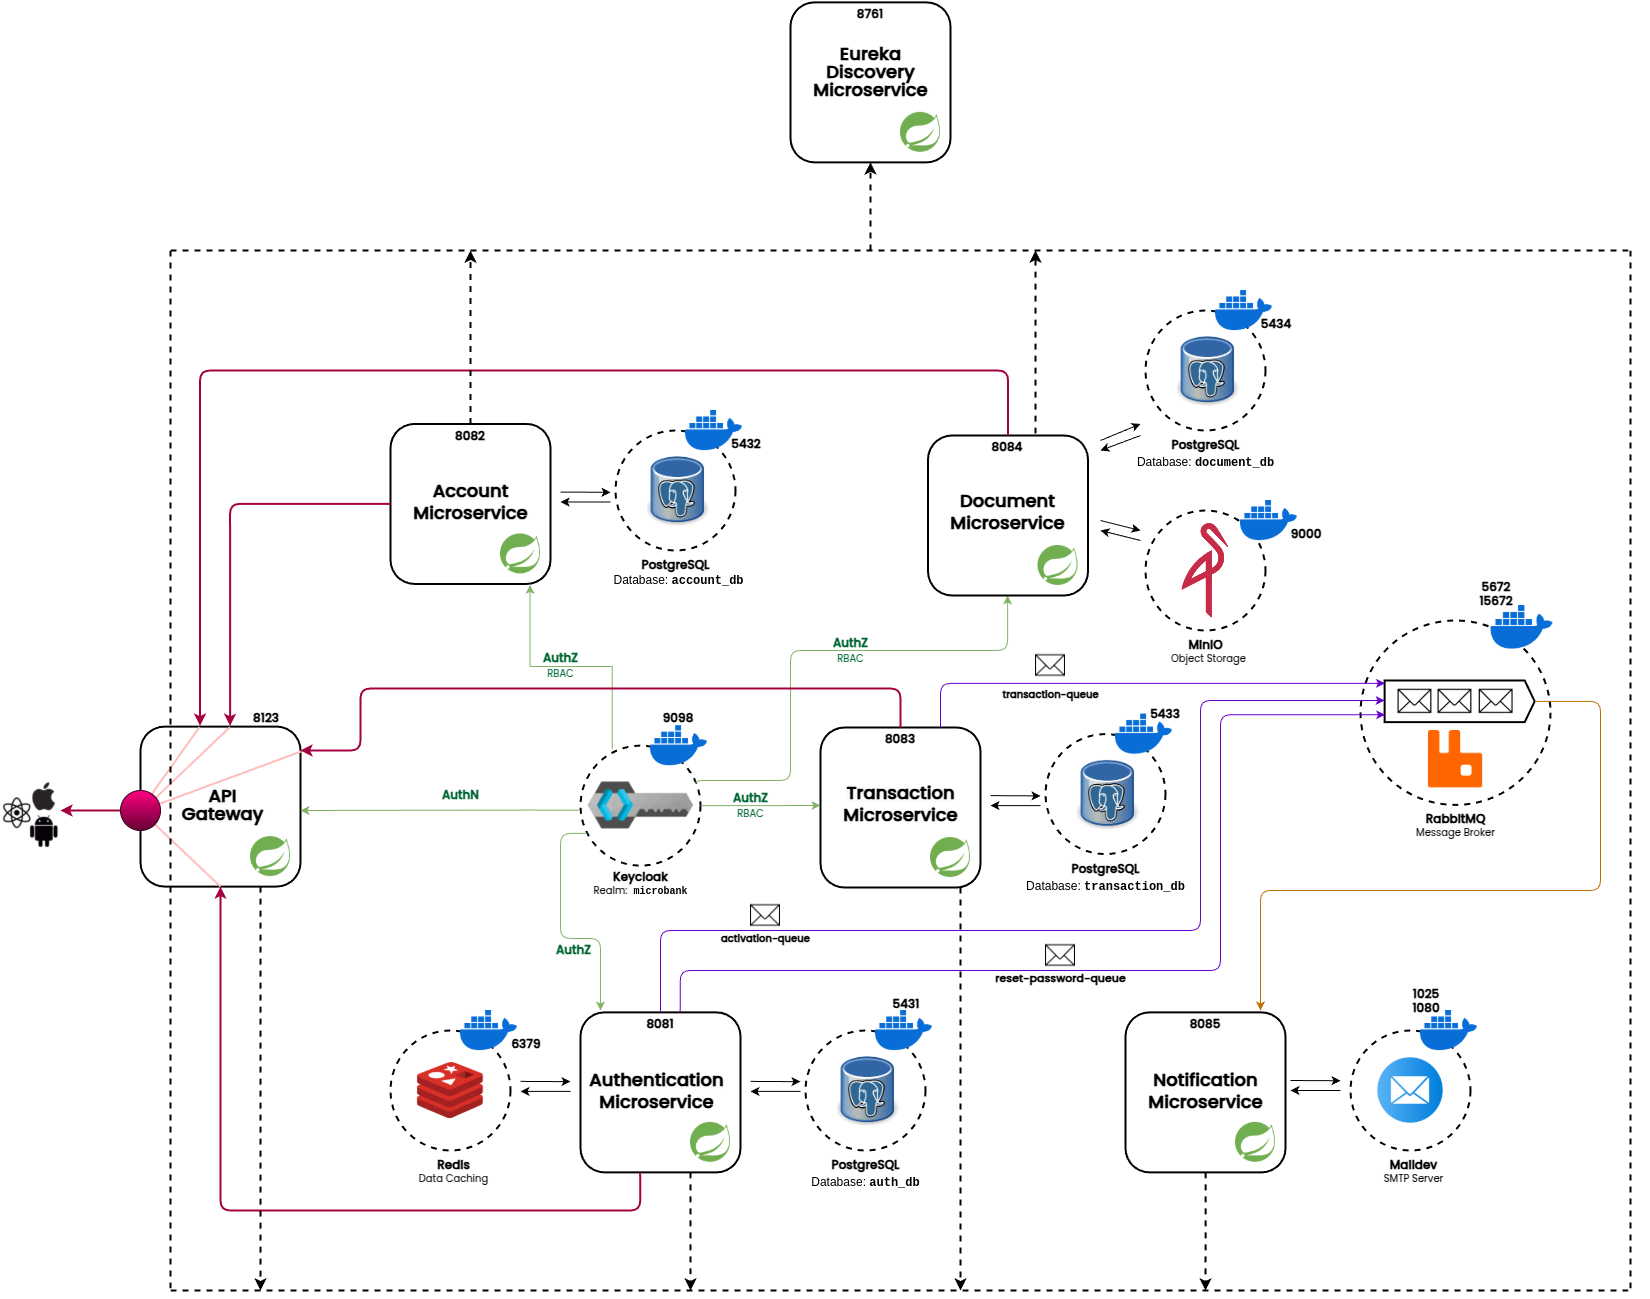 8761
Eureka
Discovery
Microservice
5434
PostgreSQL
Database: document_db
8082
Account
Microservice
5432
PostgreSQL
Database: account_db
8084
Document
Microservice
9000
MinIO
Object Storage
5672
15672
RabbitMQ
Message Broker
AuthZ
RBAC
AuthZ
RBAC
transaction-queue
8123
API
Gateway
AuthN
9098
Keycloak
Realm: microbank
AuthZ
RBAC
8083
Transaction
Microservice
5433
PostgreSQL
Database: transaction_db
activation-queue
AuthZ
reset-password-queue
6379
Redis
Data Caching
8081
Authentication
Microservice
5431
PostgreSQL
Database: auth_db
8085
Notification
Microservice
1025
1080
Maildev
SMTP Server